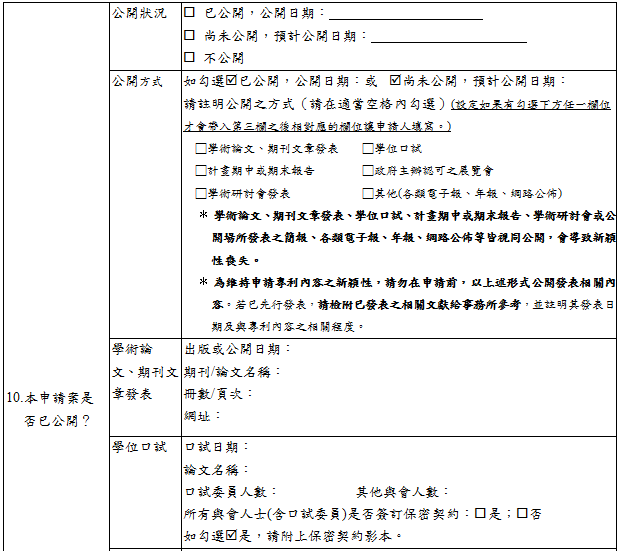 公開狀況
□ 已公開，公開日期：
□ 尚未公開，預計公開日期：
□ 不公開
公開方式
如勾選☑已公開，公開日期：或 ☑尚未公開，預計公開日期：
請註明公開之方式（請在適當空格內勾選）(設定如果有勾選下方任一欄位
才會帶入第三欄之後相對應的欄位讓申請人填寫。)
□學術論文、期刊文章發表 □學位口試
□計畫期中或期末報告 □政府主辦認可之展覽會
□學術研討會發表 □其他(各類電子報、年報、網路公佈)
＊ 學術論文、期刊文章發表、學位口試、計畫期中或期末報告、學術研討會或公
開場所發表之簡報、各類電子報、年報、網路公佈等皆視同公開，會導致新穎
性喪失。
＊ 為維持申請專利內容之新穎性，請勿在申請前，以上述形式公開發表相關內
容。若已先行發表，請檢附已發表之相關文獻給事務所參考，並註明其發表日
期及與專利內容之相關程度。
10.本申請案是
否已公開？
學術論
文、期刊文
章發表
出版或公開日期：
期刊/論文名稱：
冊數/頁次：
網址：
學位口試
口試日期：
論文名稱：
口試委員人數： 其他與會人數：
所有與會人士(含口試委員)是否簽訂保密契約：□是；□否
如勾選☑是，請附上保密契約影本。